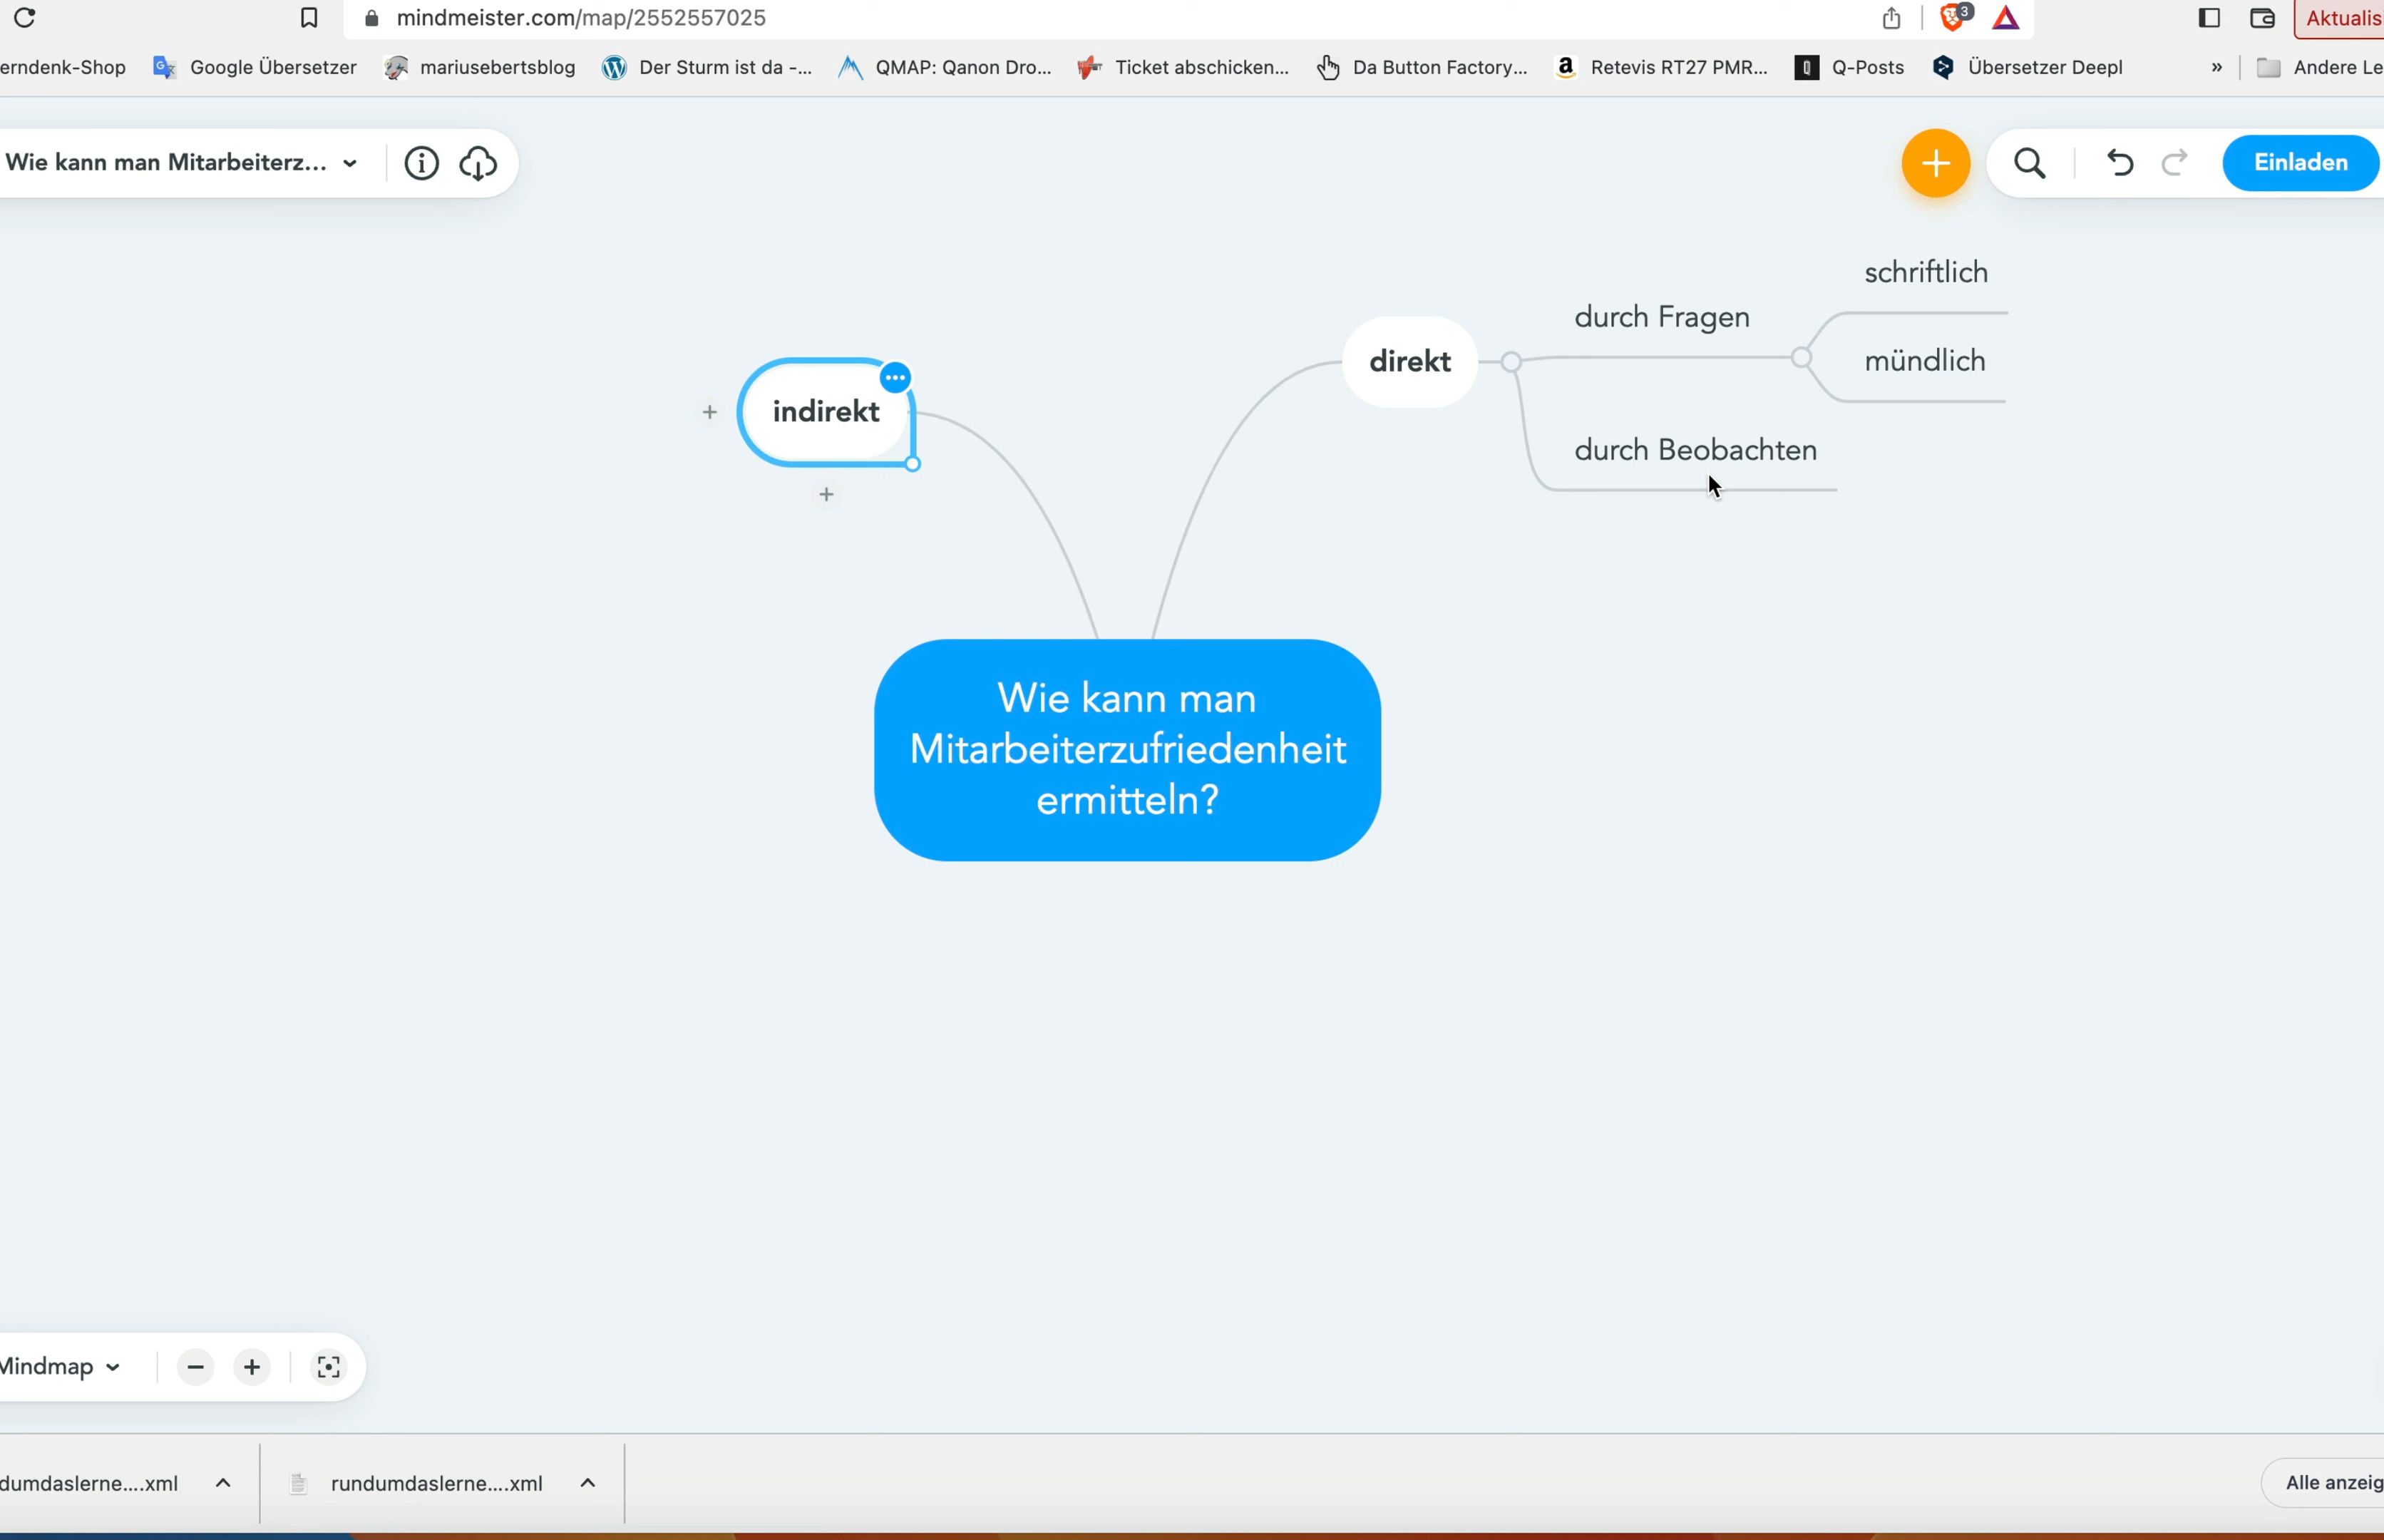 mindmeister.com/map/2552557025
3
Aktualis
erndenk-Shop Google Übersetzer mariusebertsblog Der Sturm ist da -... QMAP: Qanon Dro... Ticket abschicken... Da Button Factory... Retevis RT27 PMR... Q-Posts Übersetzer Deepl » Andere Le
Wie kann man Mitarbeiterz...
Einladen
schriftlich
durch Fragen
direkt
mündlich
indirekt
durch Beobachten
Wie kann man
Mitarbeiterzufriedenheit
ermitteln?
Mindmap
dumdaslerne....xml
rundumdaslerne....xml
Alle anzeig